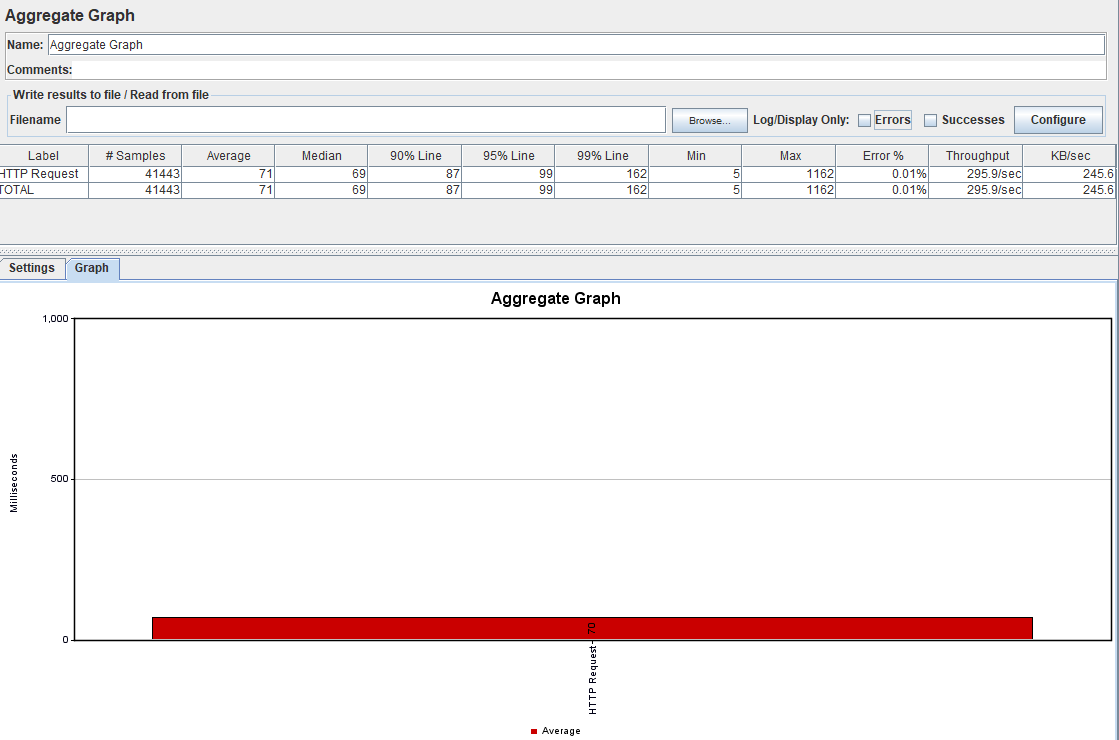 Aggregate Graph
Name: Aggregate Graph
Comments:
Write results to file / Read from file
Filename Browse... Log/Display Only: Errors Successes Configure
Label # Samples Average Median 90% Line 95% Line 99% Line Min Max Error % Throughput KB/sec
HTTP Request 41443 71 69 87 99 162 5 1162 0.01% 295.9/sec 245.6
TOTAL 41443 71 69 87 99 162 5 1162 0.01% 295.9/sec 245.6
Settings Graph
Aggregate Graph
1,000
Milliseconds
500
0
HTTP Request - 70
Average